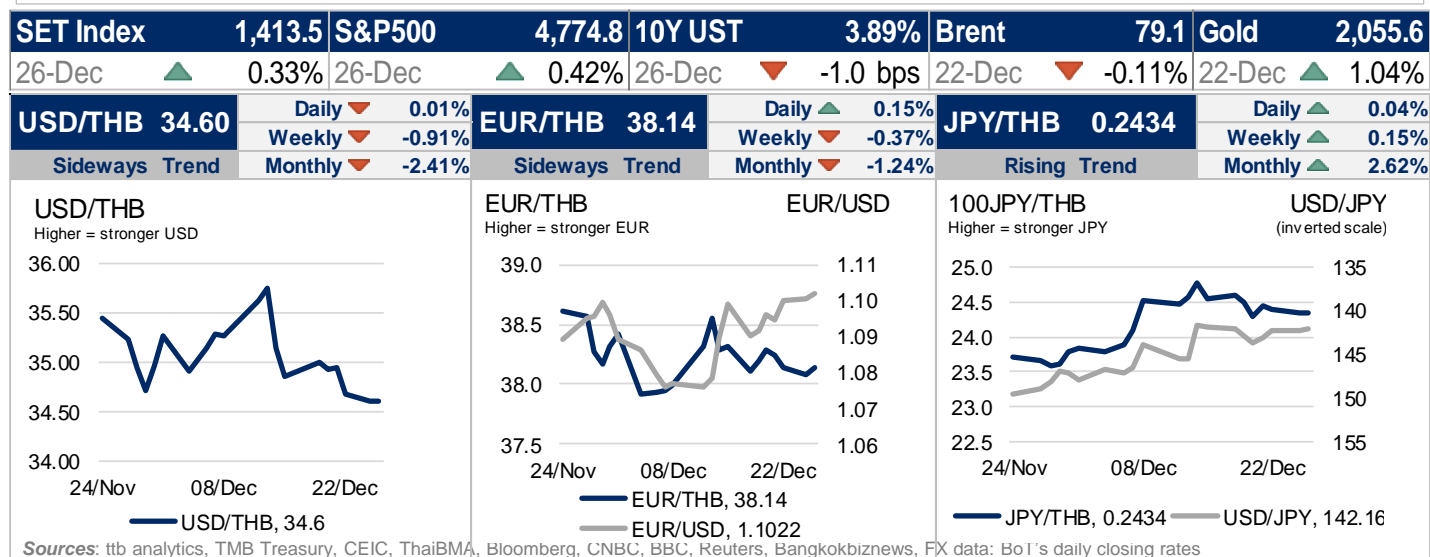 SET Index 1,413.5 S&P500 4,774.8 10Y UST 3.89% Brent 79.1 Gold 2,055.6
26-Dec 0.33% 26-Dec 0.42% 26-Dec -1.0 bps 22-Dec -0.11% 22-Dec 1.04%
USD/THB 34.60
Sideways Trend
Daily 0.01%
Weekly -0.91%
Monthly -2.41%
EUR/THB 38.14
Sideways Trend
Daily 0.15%
Weekly -0.37%
Monthly -1.24%
JPY/THB 0.2434
Rising Trend
Daily 0.04%
Weekly 0.15%
Monthly 2.62%
USD/THB
Higher = stronger USD
36.00
35.50
35.00
34.50
34.00
24/Nov 08/Dec 22/Dec
USD/THB, 34.6
EUR/THB EUR/USD
Higher = stronger EUR
39.0
38.5
38.0
37.5
1.11
1.10
1.09
1.08
1.07
1.06
24/Nov 08/Dec 22/Dec
EUR/THB, 38.14
EUR/USD, 1.1022
100JPY/THB USD/JPY
Higher = stronger JPY (inverted scale)
25.0
24.5
24.0
23.5
23.0
22.5
135
140
145
150
155
24/Nov 08/Dec 22/Dec
JPY/THB, 0.2434 USD/JPY, 142.16
Sources: ttb analytics, TMB Treasury, CEIC, ThaiBMA, Bloomberg, CNBC, BBC, Reuters, Bangkokbiznews, FX data: BoT's daily closing rates